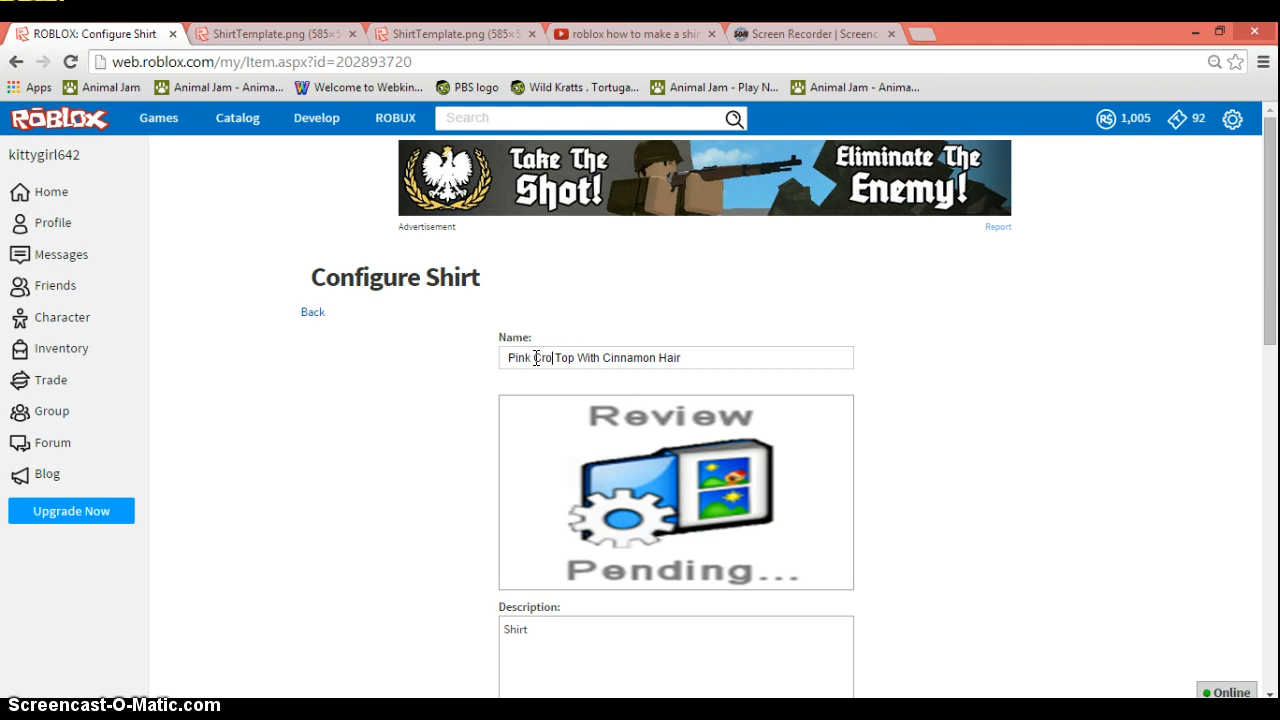 ROBLOX: Configure Shirt
ShirtTemplate.png (585×5
ShirtTemplate.png (585×5
roblox how to make a shir
Screen Recorder | Screenc
web.roblox.com/my/Item.aspx?id=202893720
Apps
Animal Jam
Animal Jam - Anima...
Welcome to Webkin...
PBS logo
Wild Kratts . Tortuga...
Animal Jam - Play N...
Animal Jam - Anima...
ROBLOX
Games
Catalog
Develop
ROBUX
Search
R$ 1,005
92
kittygirl642
Home
Profile
Messages
Friends
Character
Inventory
Trade
Group
Forum
Blog
Upgrade Now
Take The
Shot!
Eliminate The
Enemy!
Advertisement
Report
Configure Shirt
Back
Name:
Pink Cro Top With Cinnamon Hair
Review
Pending...
Description:
Shirt
Online
Screencast-O-Matic.com